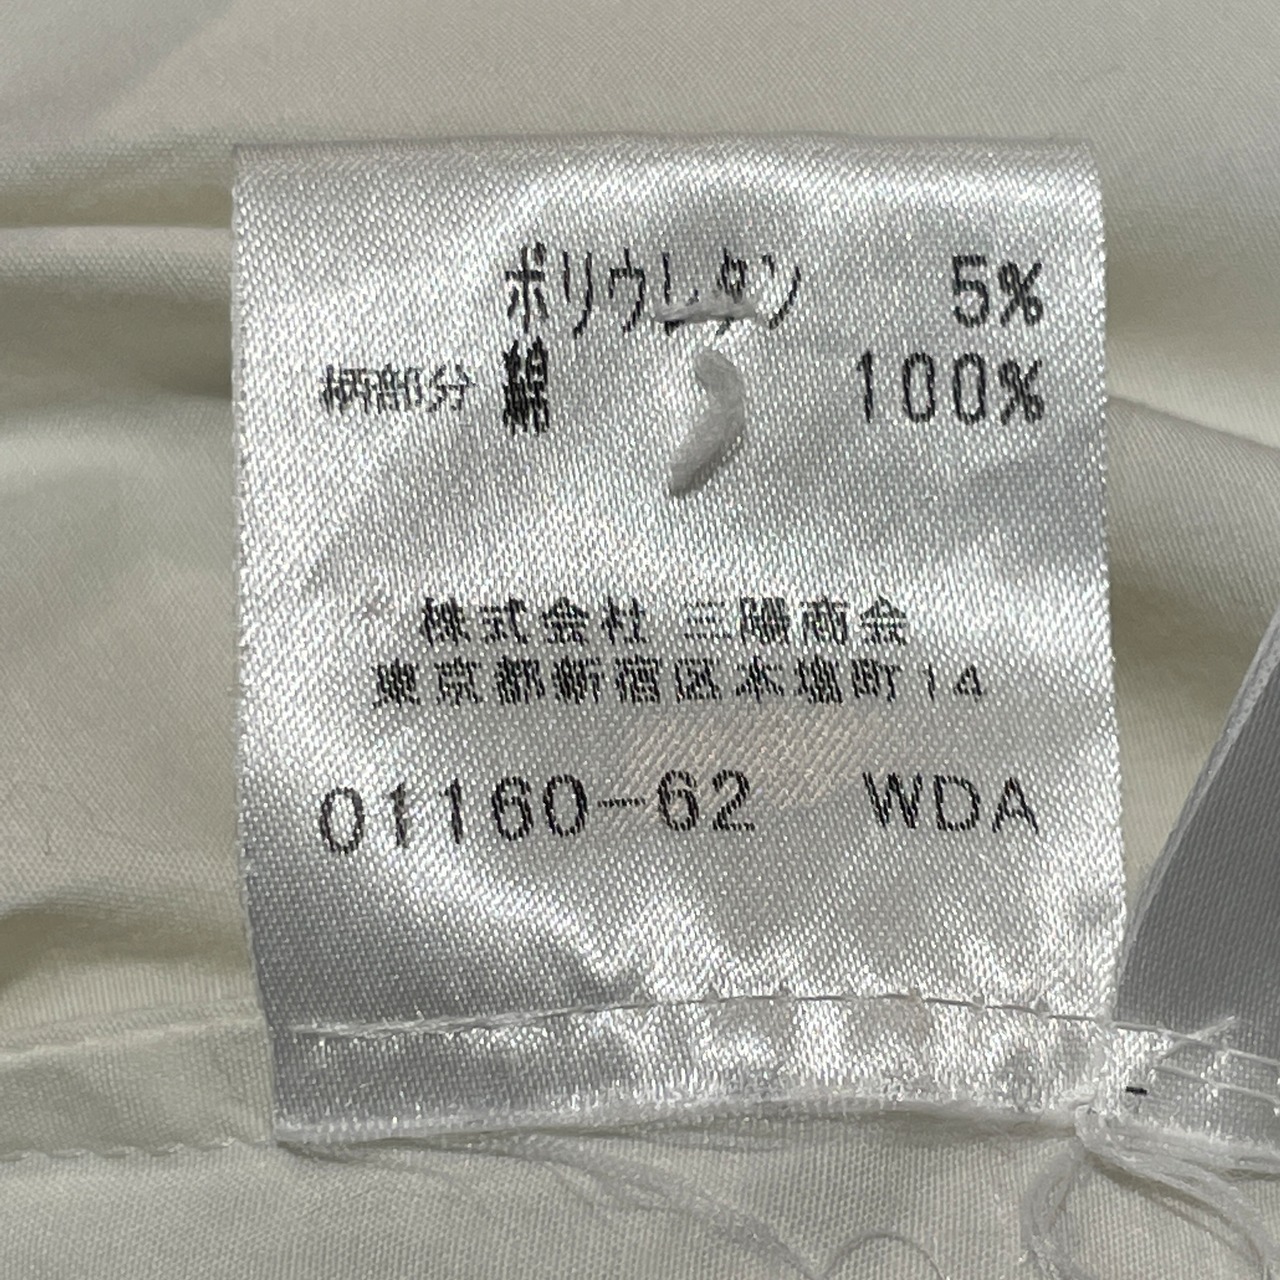 ポリウレタン 5%
柄部分 綿 100%
株式会社 三陽商会
東京都新宿区本塩町14
01160-62 WDA